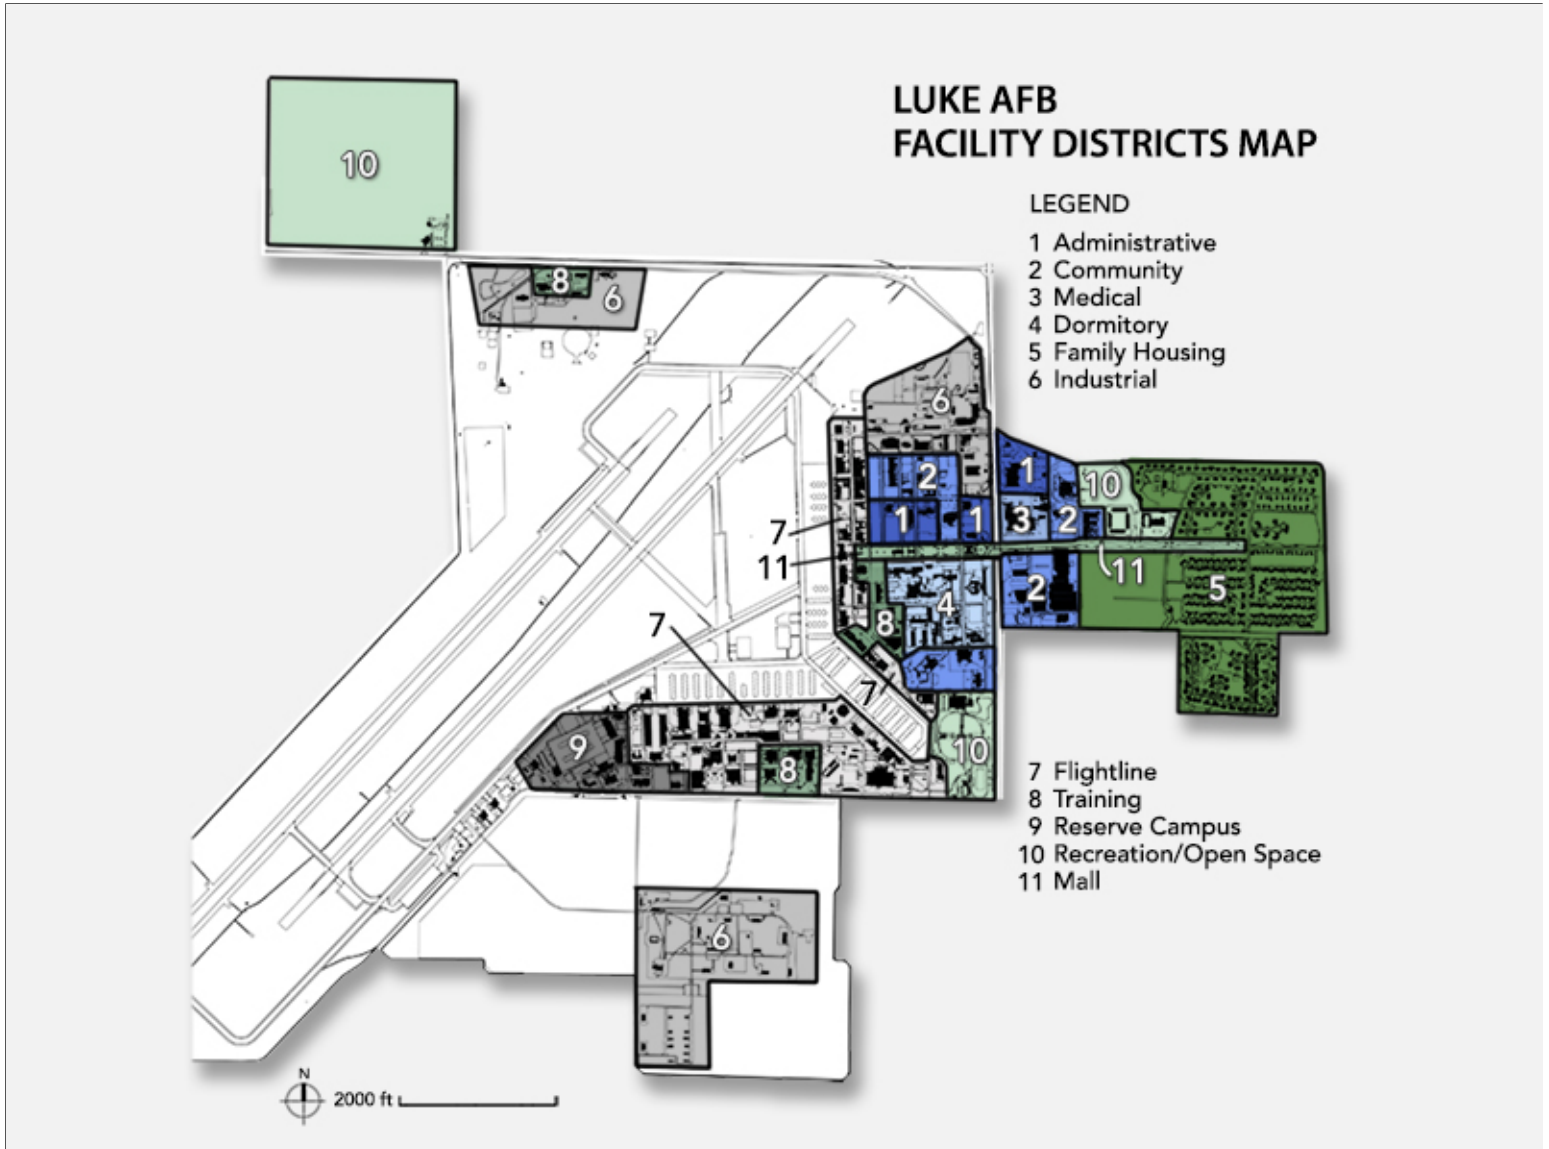 LUKE AFB
FACILITY DISTRICTS MAP
LEGEND
1 Administrative
2 Community
3 Medical
4 Dormitory
5 Family Housing
6 Industrial
10
8
6
6
2
1
1
1
3
2
10
7
11
11
2
5
4
8
7
7
9
8
10
7 Flightline
8 Training
9 Reserve Campus
10 Recreation/Open Space
11 Mall
6
N
2000 ft